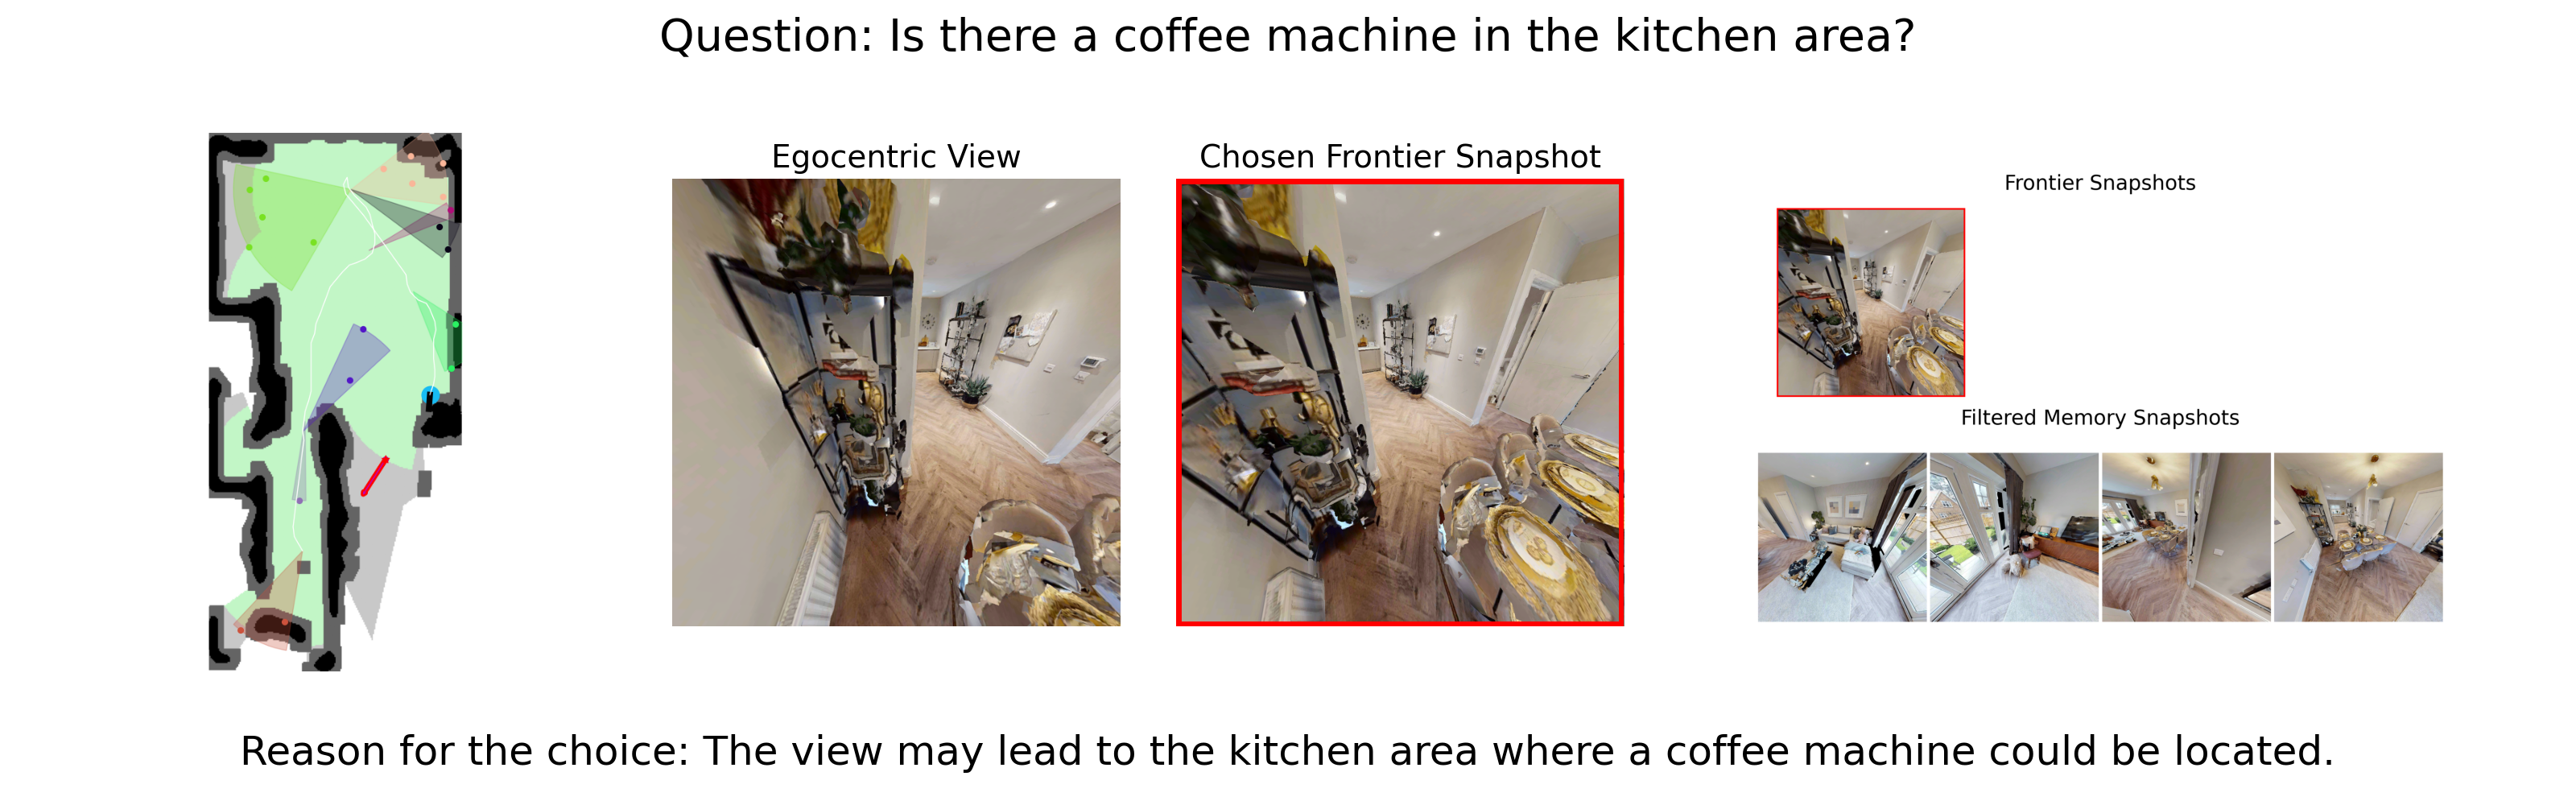 Question: Is there a coffee machine in the kitchen area?
Egocentric View
Chosen Frontier Snapshot
Frontier Snapshots
Filtered Memory Snapshots
Reason for the choice: The view may lead to the kitchen area where a coffee machine could be located.